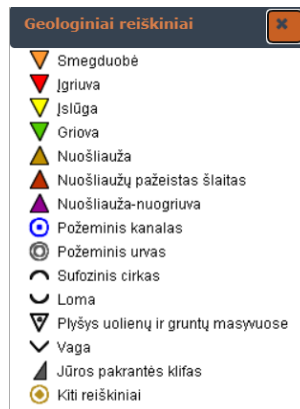 Geologiniai reiškiniai
Smegduobė
Įgriuva
Įslūga
Griova
Nuošliauža
Nuošliaužų pažeistas šlaitas
Nuošliauža-nuogriuva
Požeminis kanalas
Požeminis urvas
Sufozinis cirkas
Loma
Plyšys uolienų ir gruntų masyvuose
Vaga
Jūros pakrantės klifas
Kiti reiškiniai